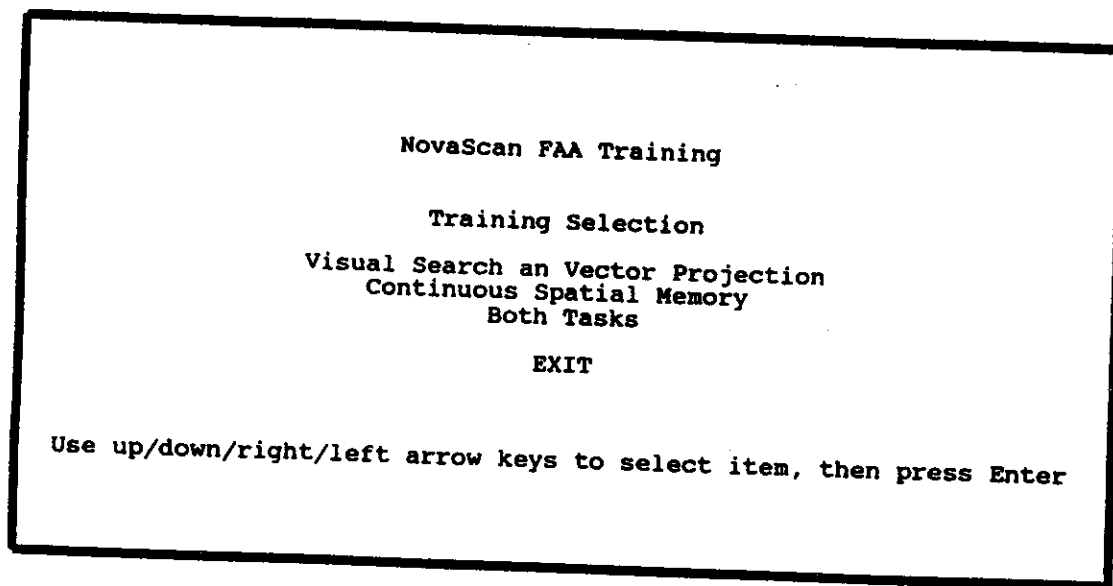 NovaScan FAA Training
Training Selection
Visual Search an Vector Projection
Continuous Spatial Memory
Both Tasks
EXIT
Use up/down/right/left arrow keys to select item, then press Enter